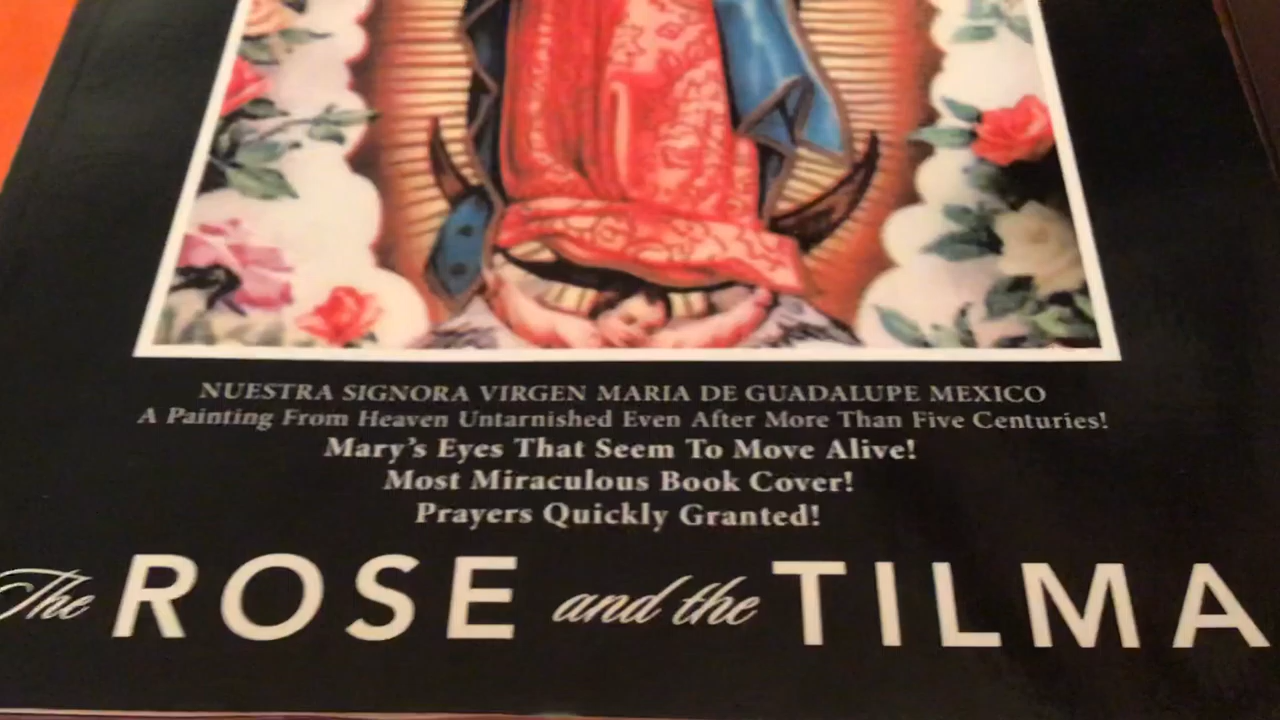 NUESTRA SIGNORA VIRGEN MARIA DE GUADALUPE MEXICO
A Painting From Heaven Untarnished Even After More Than Five Centuries!
Mary's Eyes That Seem To Move Alive!
Most Miraculous Book Cover!
Prayers Quickly Granted!
The ROSE and the TILMA